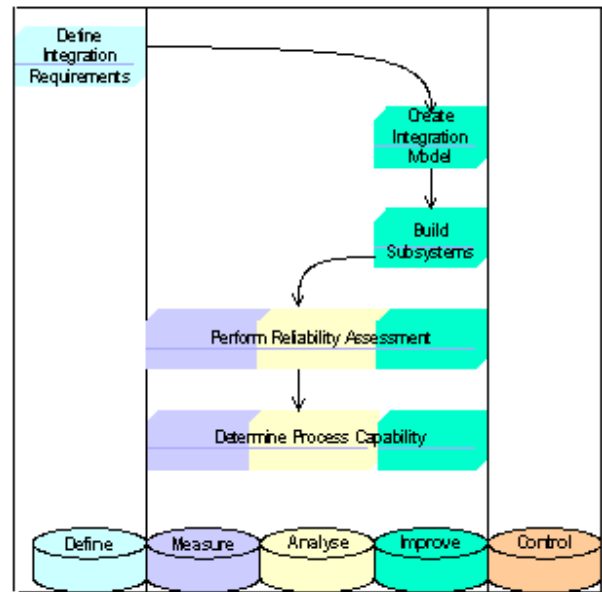 Define
Integration
Requirements
Create
Integration
Model
Build
Subsystems
Perform Reliability Assessment
Determine Process Capability
Define
Measure
Analyse
Improve
Control